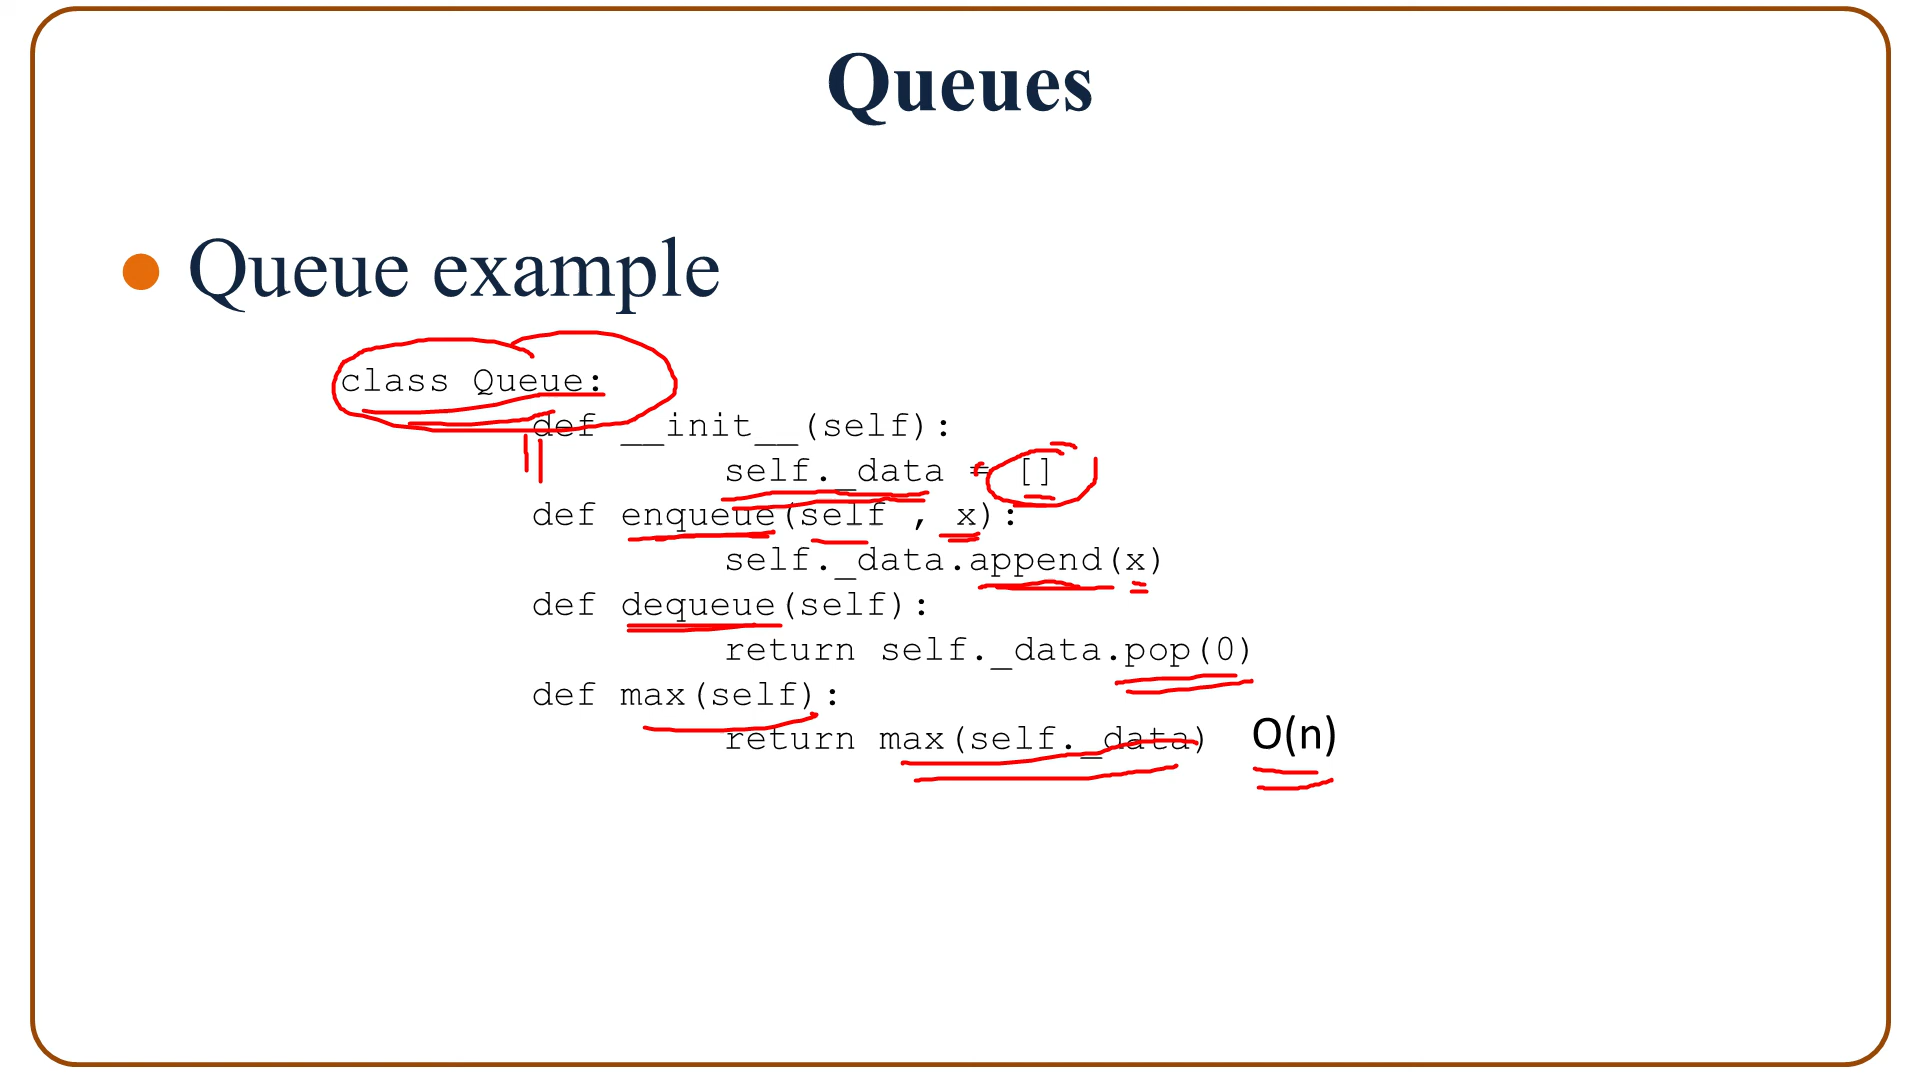 Queues
Queue example
class Queue:
def __init__(self):
self._data = []
def enqueue(self , x):
self._data.append(x)
def dequeue(self):
return self._data.pop(0)
def max(self):
return max(self._data) O(n)